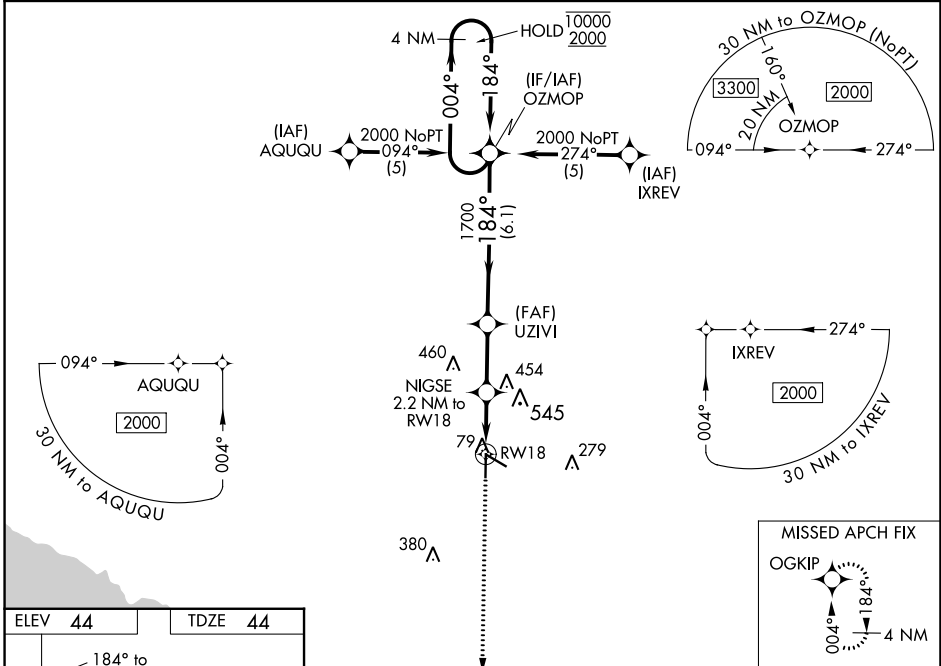 HOLD 10000
2000
4 NM
004°
184°
(IF/IAF)
OZMOP
(IAF)
AQUQU
2000 NoPT
094°
(5)
2000 NoPT
274°
(5)
(IAF)
IXREV
30 NM to OZMOP (NoPT)
3300
160°
2000
20 NM
OZMOP
094°
274°
1700
184°
(6.1)
(FAF)
UZIVI
460
454
NIGSE
2.2 NM to
RW18
545
79
RW18
279
380
094°
AQUQU
2000
004°
30 NM to AQUQU
274°
IXREV
2000
004°
30 NM to IXREV
MISSED APCH FIX
OGKIP
184°
004°
4 NM
ELEV 44
TDZE 44
184° to